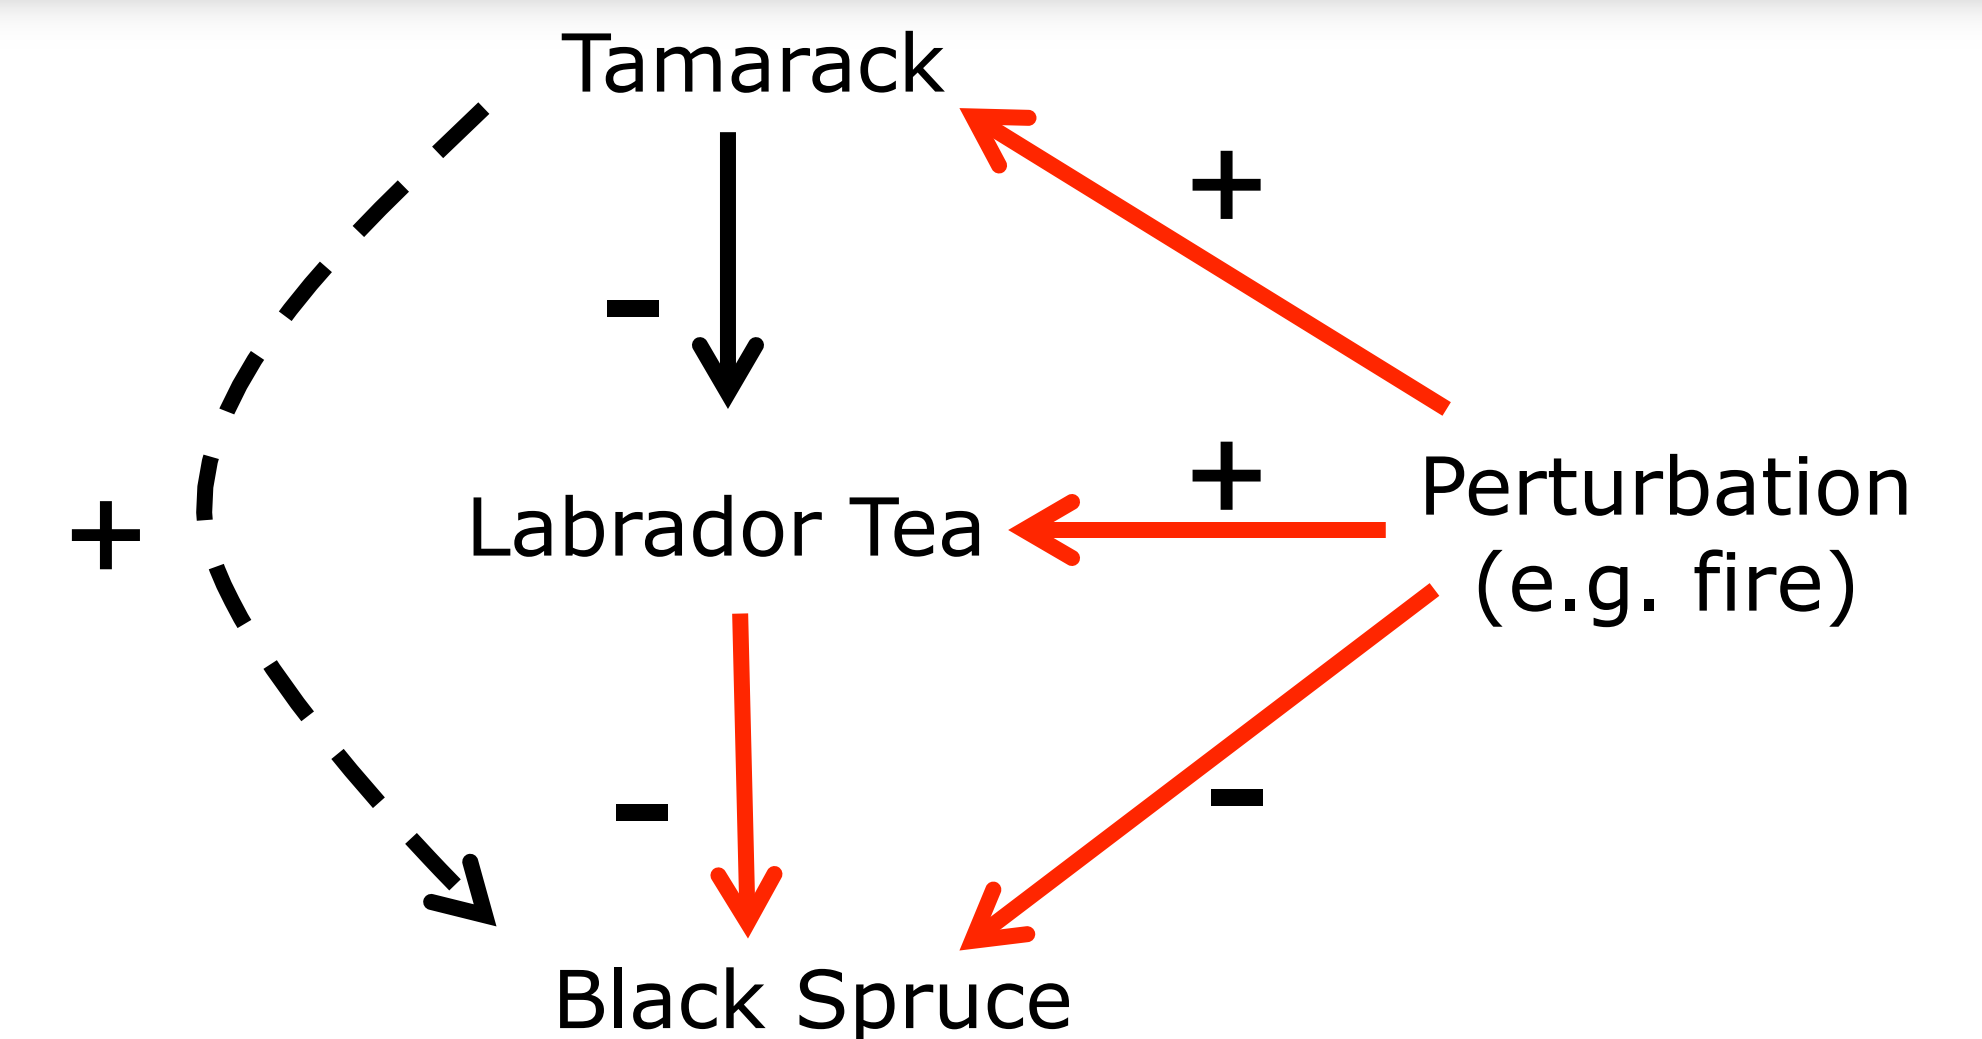 Tamarack
+
-
+
Perturbation
(e.g. fire)
Labrador Tea
+
-
-
Black Spruce